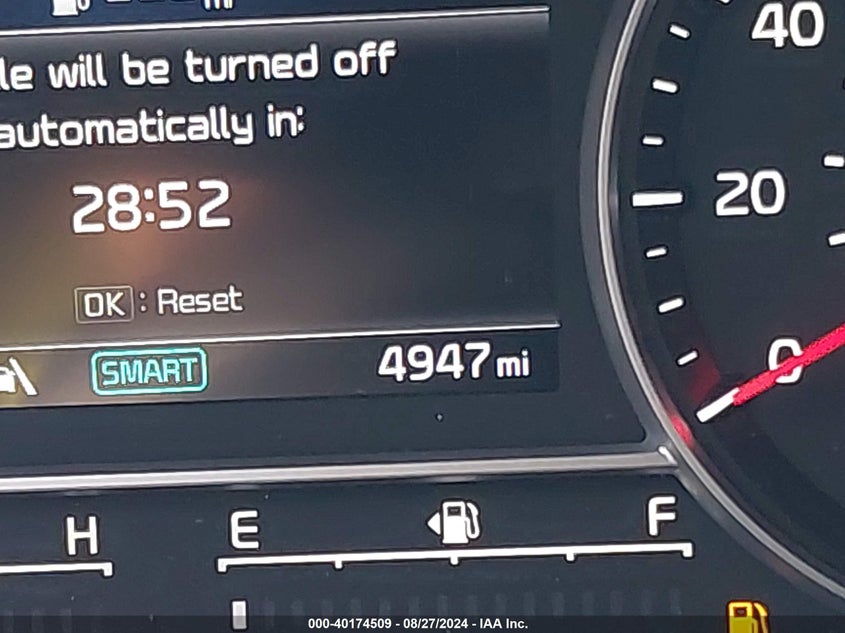 mi
le will be turned off
automatically in:
28:52
OK : Reset
SMART
4947 mi
40
20
0
H
E
F
000-40174509 - 08/27/2024 - IAA Inc.